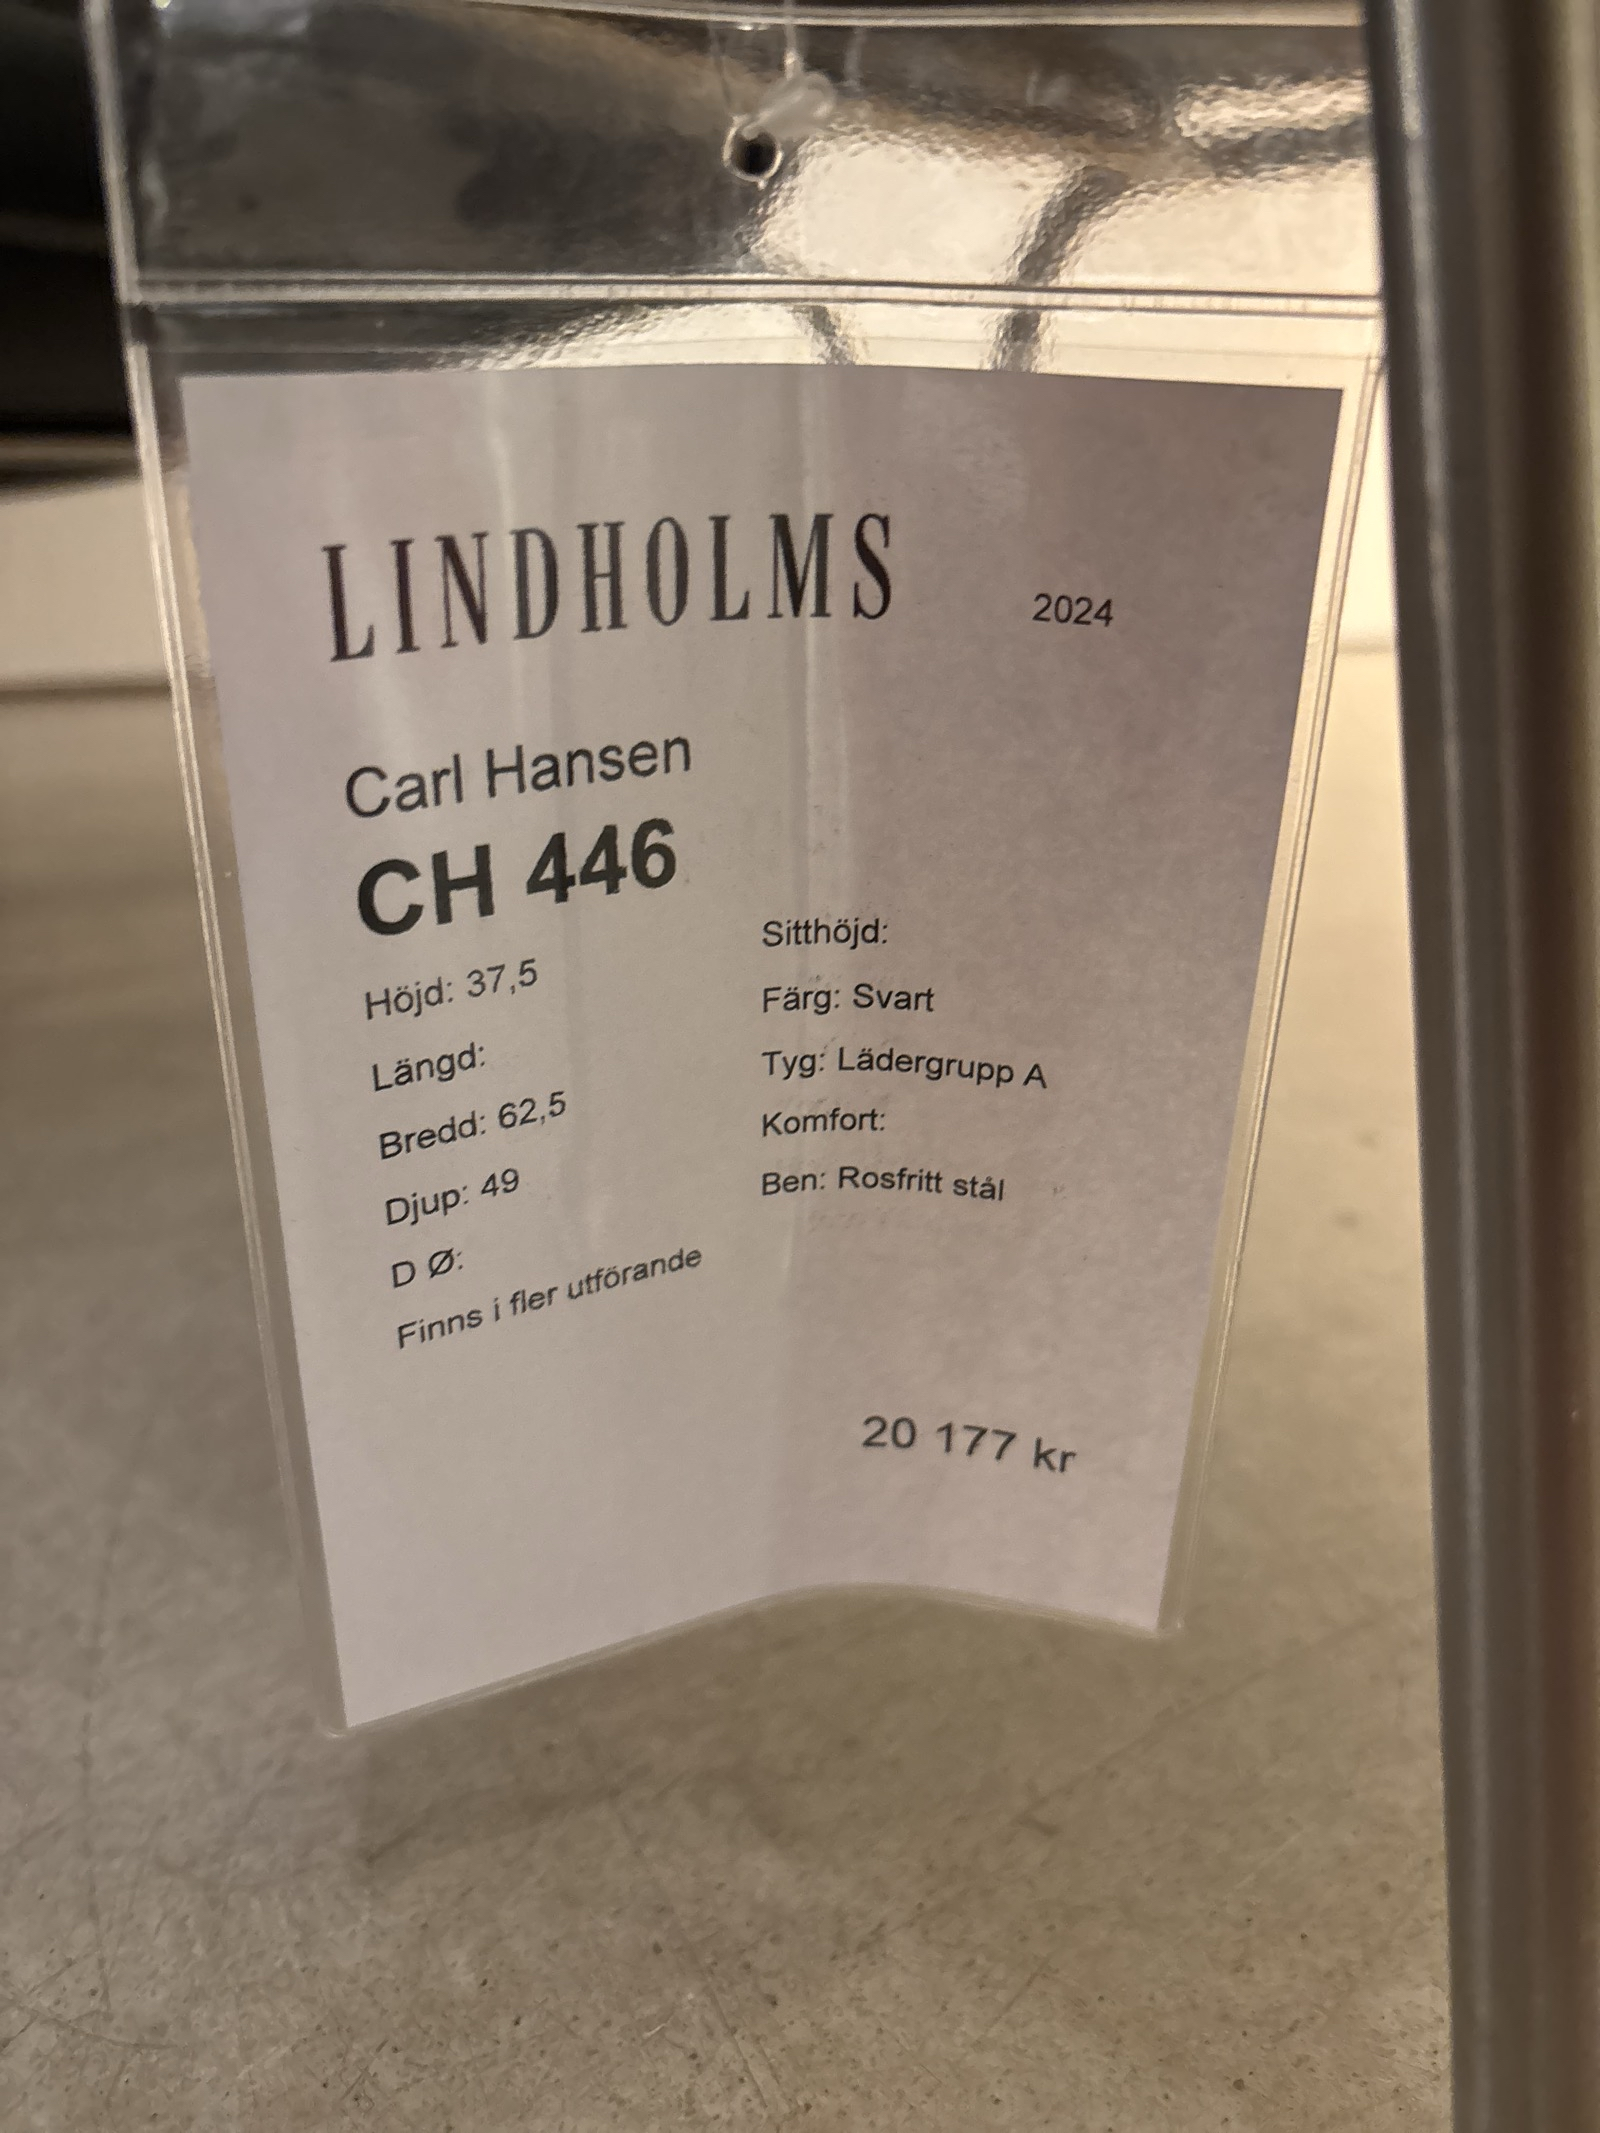 LINDHOLMS 2024
Carl Hansen
CH 446
Höjd: 37,5
Längd:
Bredd: 62,5
Djup: 49
D Ø:
Finns i fler utförande
Sitthöjd:
Färg: Svart
Tyg: Lädergrupp A
Komfort:
Ben: Rosfritt stål
20 177 kr